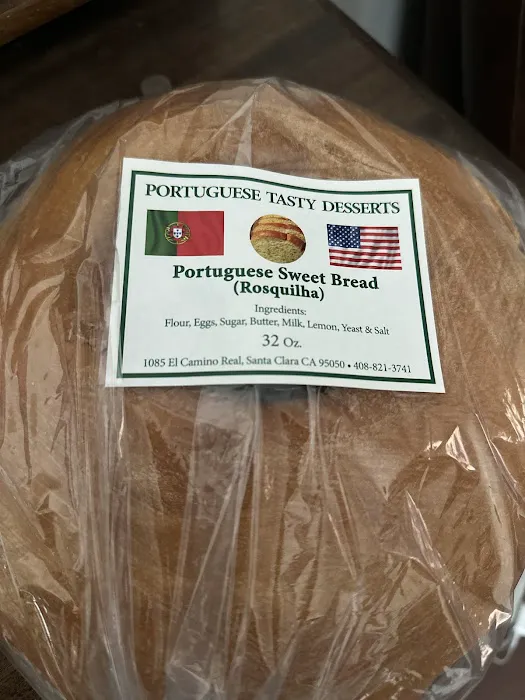 PORTUGUESE TASTY DESSERTS
Portuguese Sweet Bread
(Rosquilha)
Ingredients:
Flour, Eggs, Sugar, Butter, Milk, Lemon, Yeast & Salt
32 Oz.
1085 El Camino Real, Santa Clara CA 95050 • 408-821-3741